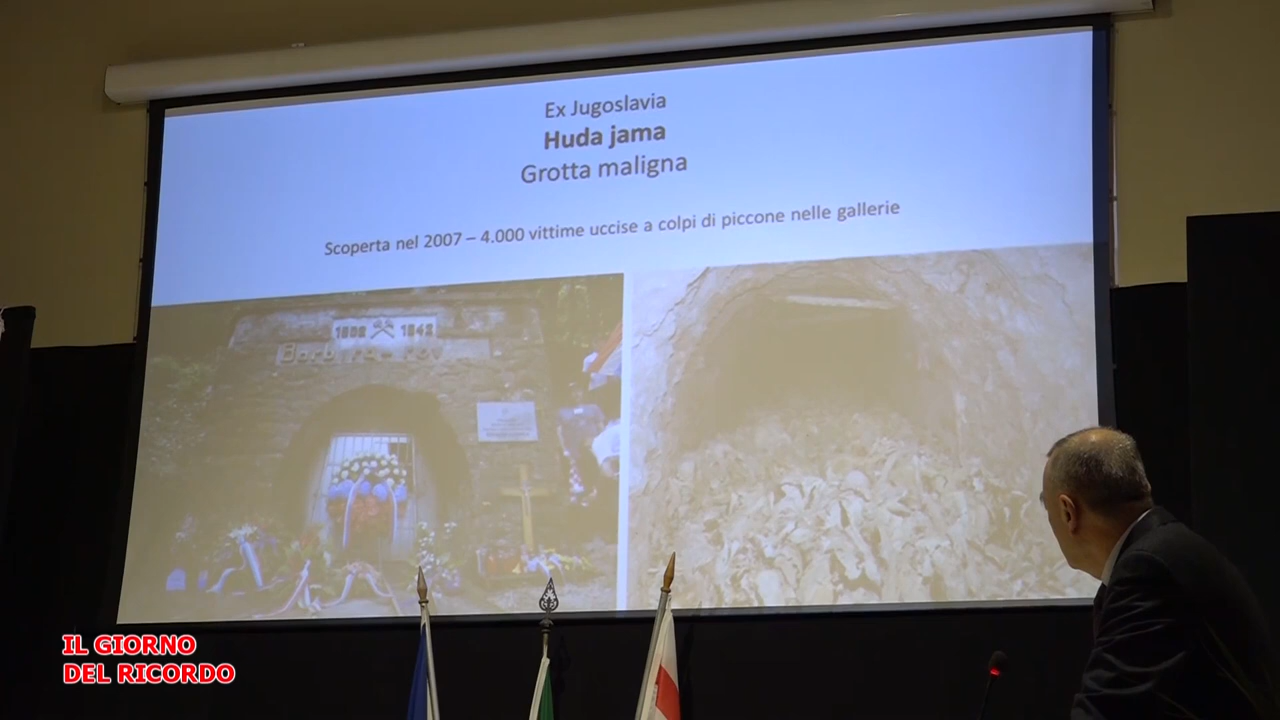 Ex Jugoslavia
Huda jama
Grotta maligna
Scoperta nel 2007 – 4.000 vittime uccise a colpi di piccone nelle gallerie
1942
IL GIORNO
DEL RICORDO